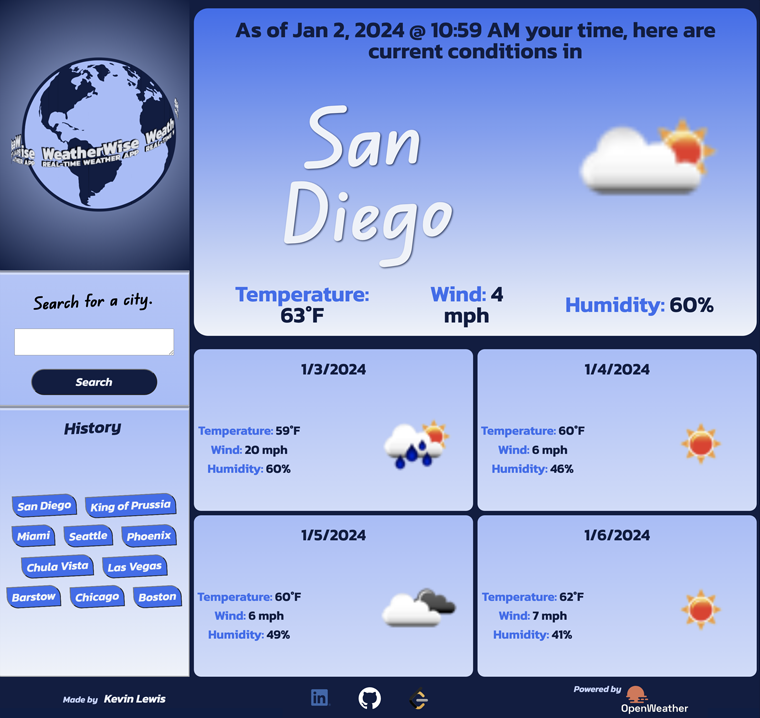 As of Jan 2, 2024 @ 10:59 AM your time, here are
current conditions in
San
Diego
Temperature:
63°F
Wind: 4
mph
Humidity: 60%
WeatherWise
REAL-TIME WEATHER APP
Search for a city.
Search
History
San Diego
King of Prussia
Miami
Seattle
Phoenix
Chula Vista
Las Vegas
Barstow
Chicago
Boston
1/3/2024
Temperature: 59°F
Wind: 20 mph
Humidity: 60%
1/4/2024
Temperature: 60°F
Wind: 6 mph
Humidity: 46%
1/5/2024
Temperature: 60°F
Wind: 6 mph
Humidity: 49%
1/6/2024
Temperature: 62°F
Wind: 7 mph
Humidity: 41%
Made by Kevin Lewis
in
Powered by
OpenWeather